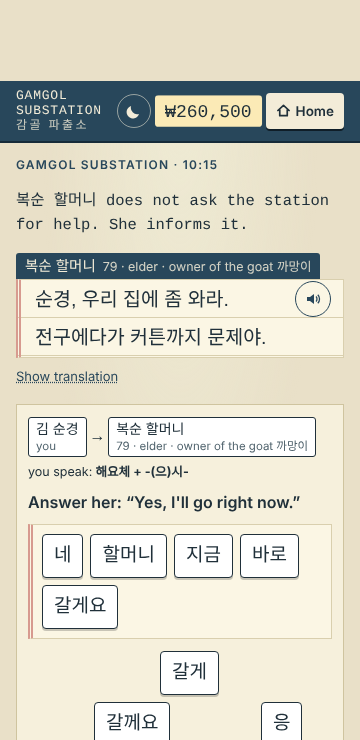 GAMGOL
SUBSTATION
감골 파출소
₩260,500
Home
GAMGOL SUBSTATION · 10:15
복순 할머니 does not ask the station
for help. She informs it.
복순 할머니 79 · elder · owner of the goat 까망이
순경, 우리 집에 좀 와라.
전구에다가 커튼까지 문제야.
Show translation
김 순경
you
→
복순 할머니
79 · elder · owner of the goat 까망이
you speak: 해요체 + -(으)시-
Answer her: “Yes, I'll go right now.”
네 할머니 지금 바로
갈게요
갈게
갈께요 응